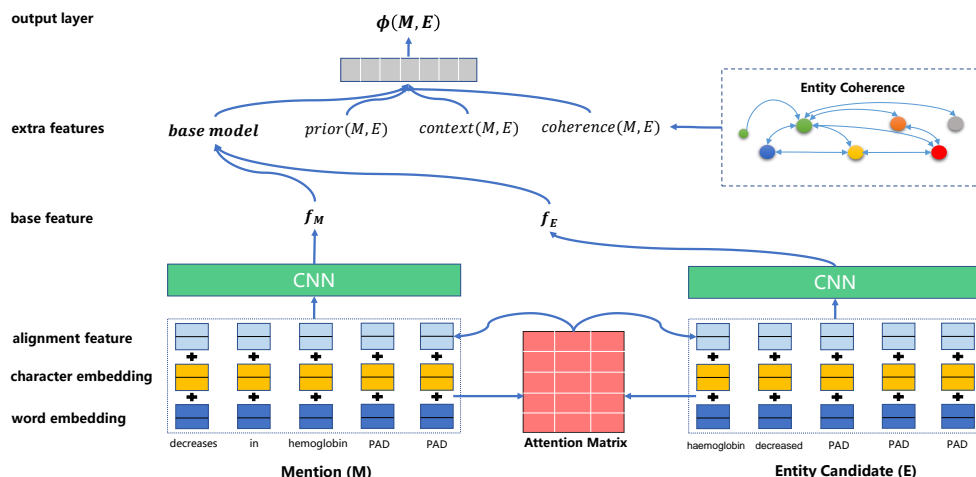 output layer
ϕ(M, E)
Entity Coherence
extra features
base model
prior(M, E)
context(M, E)
coherence(M, E)
base feature
f_M
f_E
CNN
CNN
alignment feature
character embedding
word embedding
decreases in hemoglobin PAD PAD
Attention Matrix
haemoglobin decreased PAD PAD PAD
Mention (M)
Entity Candidate (E)